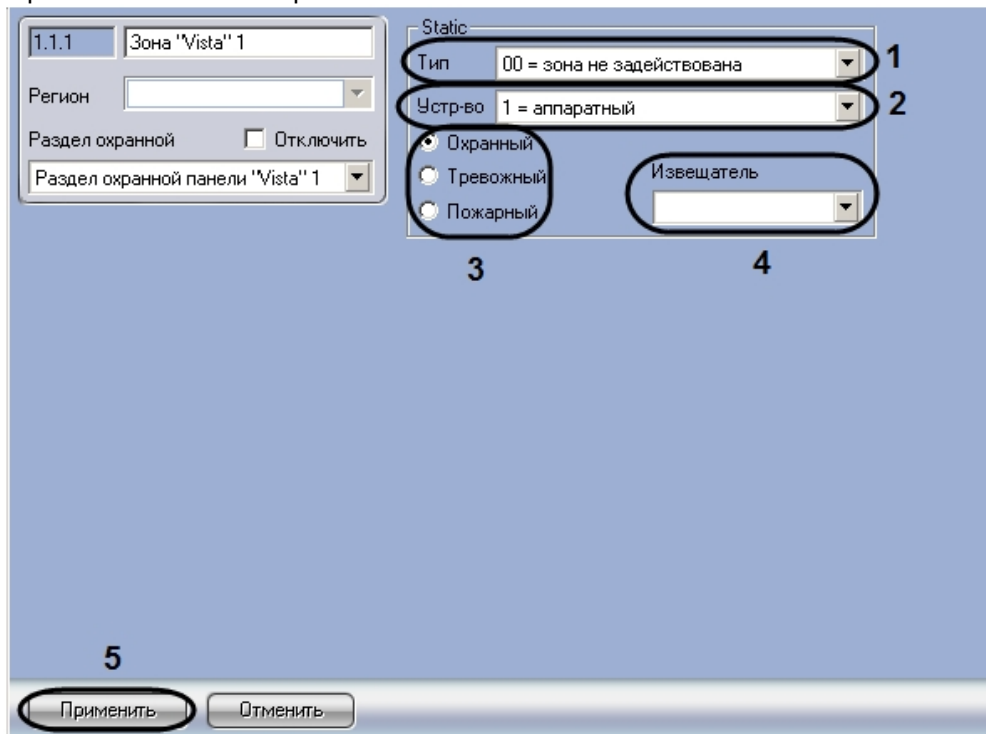 1.1.1 Зона "Vista" 1
Регион
Раздел охранной Отключить
Раздел охранной панели "Vista" 1
Static
Тип 00 = зона не задействована 1
Устр-во 1 = аппаратный 2
Охранный
Тревожный
Пожарный
Извещатель
3 4
5
Применить Отменить